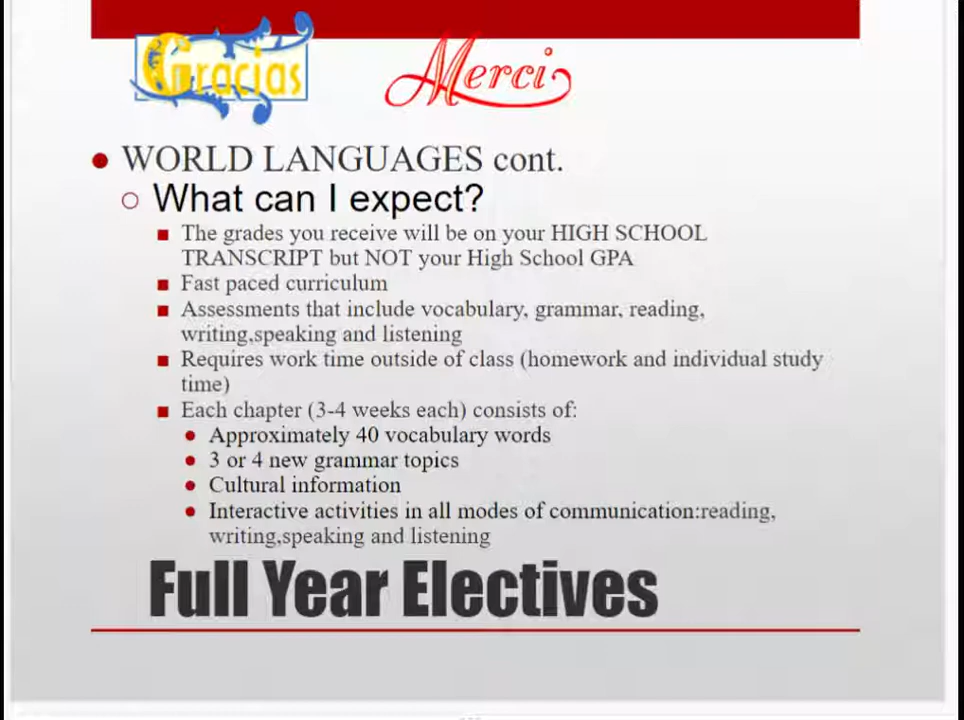 Gracias Merci
WORLD LANGUAGES cont.
What can I expect?
The grades you receive will be on your HIGH SCHOOL
TRANSCRIPT but NOT your High School GPA
Fast paced curriculum
Assessments that include vocabulary, grammar, reading,
writing,speaking and listening
Requires work time outside of class (homework and individual study
time)
Each chapter (3-4 weeks each) consists of:
Approximately 40 vocabulary words
3 or 4 new grammar topics
Cultural information
Interactive activities in all modes of communication:reading,
writing,speaking and listening
Full Year Electives